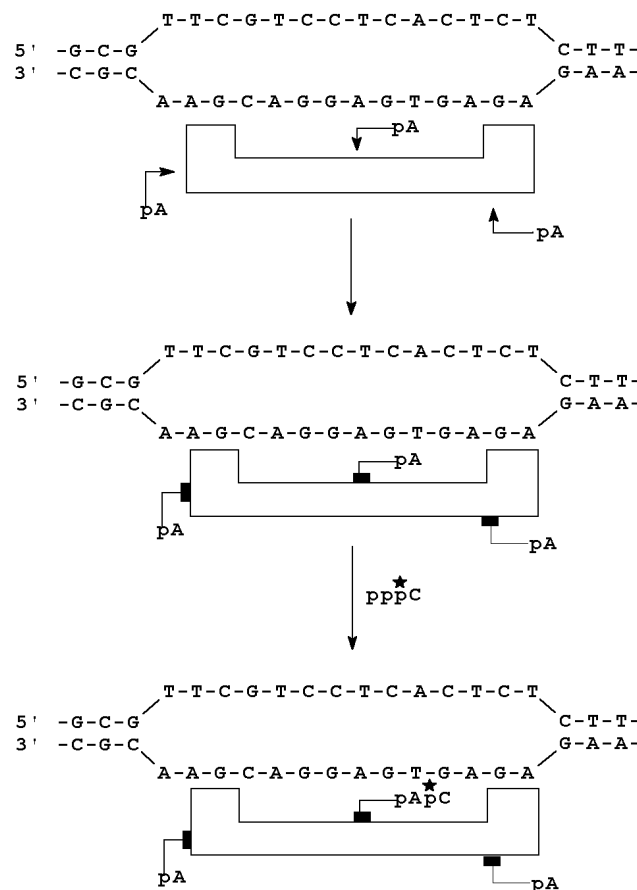 T-T-C-G-T-C-C-T-C-A-C-T-C-T
5' -G-C-G C-T-T-
3' -C-G-C G-A-A-
A-A-G-C-A-G-G-A-G-T-G-A-G-A
pA
pA
pA
T-T-C-G-T-C-C-T-C-A-C-T-C-T
5' -G-C-G C-T-T-
3' -C-G-C G-A-A-
A-A-G-C-A-G-G-A-G-T-G-A-G-A
pA
pA
pA
★
pppC
T-T-C-G-T-C-C-T-C-A-C-T-C-T
5' -G-C-G C-T-T-
3' -C-G-C G-A-A-
A-A-G-C-A-G-G-A-G-T-G-A-G-A
★
pApC
pA
pA